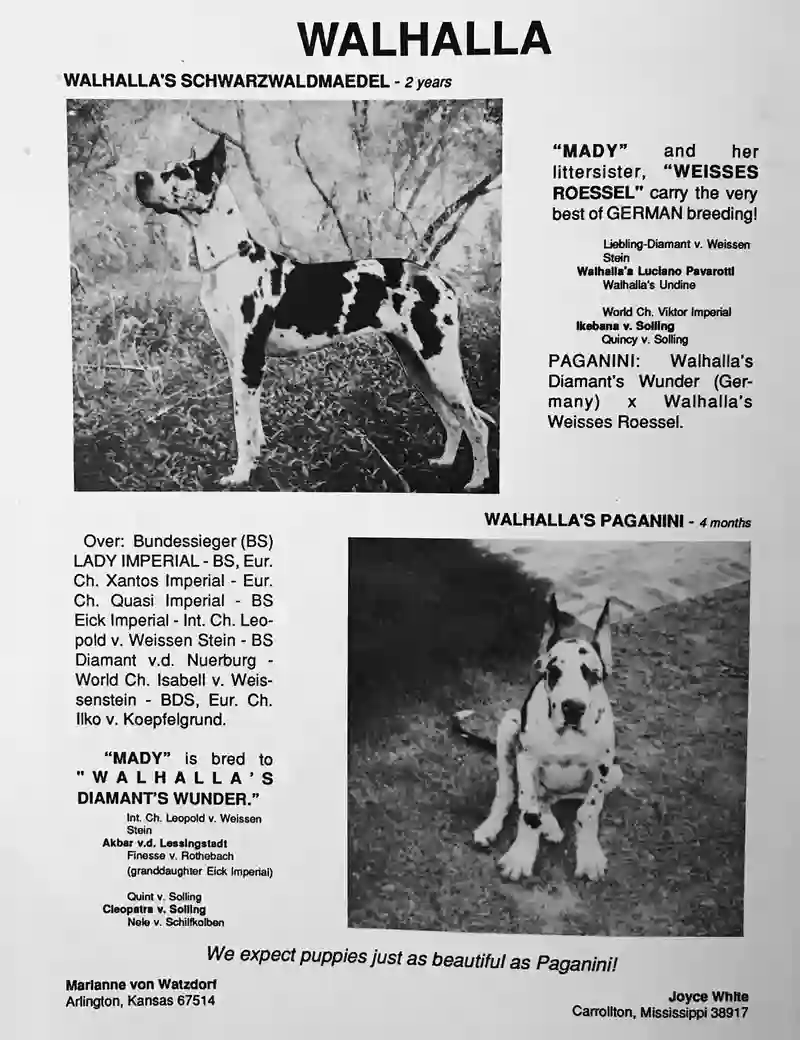 WALHALLA
WALHALLA'S SCHWARZWALDMAEDEL - 2 years
"MADY" and her
littersister, "WEISSES
ROESSEL" carry the very
best of GERMAN breeding!
Liebling-Diamant v. Weissen
Stein
Walhalla's Luciano Pavarotti
Walhalla's Undine
World Ch. Viktor Imperial
Ikebana v. Solling
Quincy v. Solling
PAGANINI: Walhalla's
Diamant's Wunder (Ger-
many) x Walhalla's
Weisses Roessel.
WALHALLA'S PAGANINI - 4 months
Over: Bundessieger (BS)
LADY IMPERIAL - BS, Eur.
Ch. Xantos Imperial - Eur.
Ch. Quasi Imperial - BS
Eick Imperial - Int. Ch. Leo-
pold v. Weissen Stein - BS
Diamant v.d. Nuerburg -
World Ch. Isabell v. Weis-
senstein - BDS, Eur. Ch.
Ilko v. Koepfelgrund.
"MADY" is bred to
"WALHALLA'S
DIAMANT'S WUNDER."
Int. Ch. Leopold v. Weissen
Stein
Akbar v.d. Lessingstadt
Finesse v. Rothebach
(granddaughter Eick Imperial)
Quint v. Solling
Cleopatra v. Solling
Nele v. Schilfkolben
We expect puppies just as beautiful as Paganini!
Marianne von Watzdorf
Arlington, Kansas 67514
Joyce White
Carrollton, Mississippi 38917